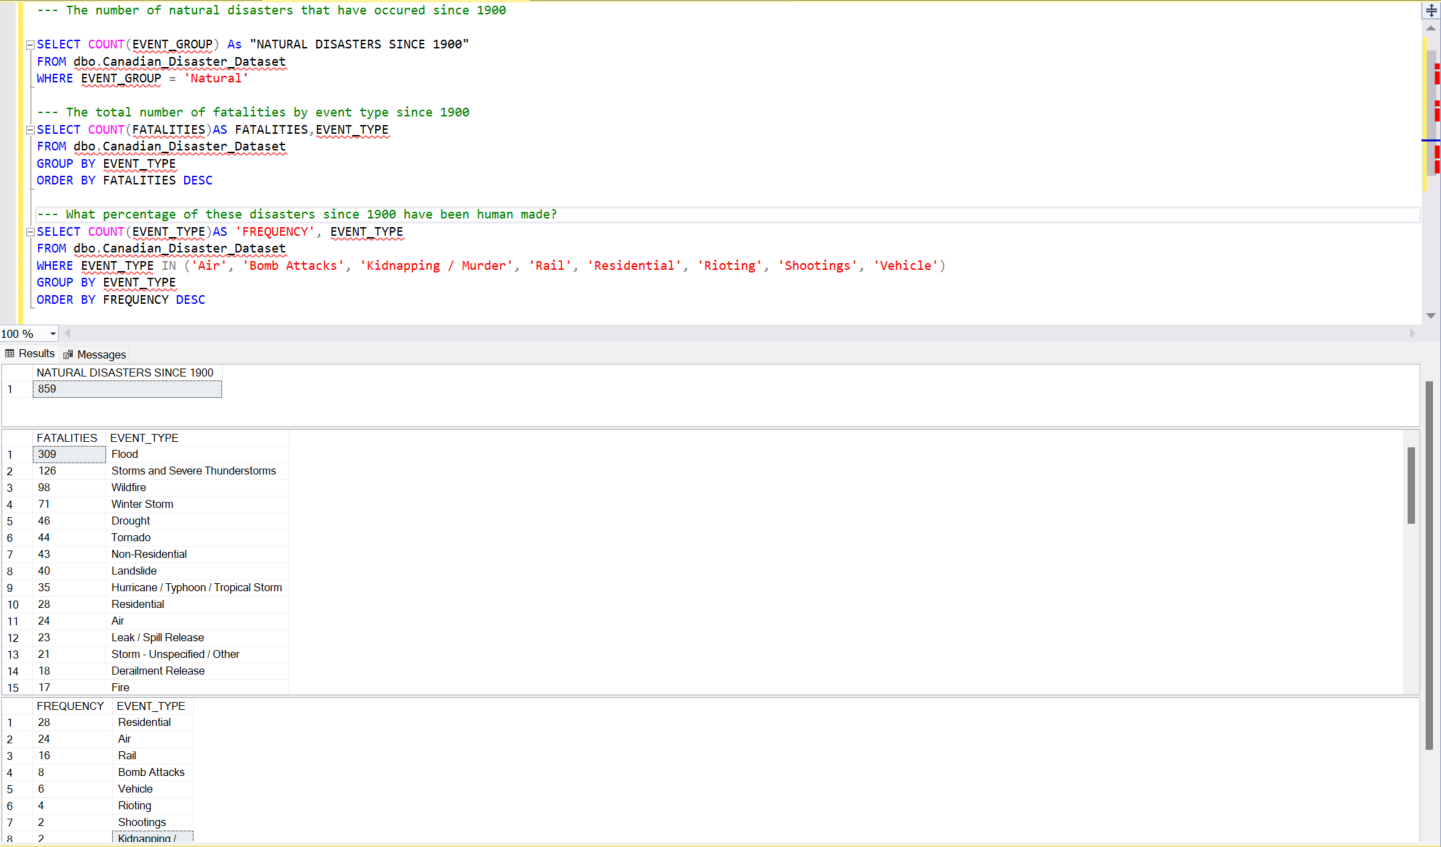 --- The number of natural disasters that have occured since 1900
SELECT COUNT(EVENT_GROUP) As "NATURAL DISASTERS SINCE 1900"
FROM dbo.Canadian_Disaster_Dataset
WHERE EVENT_GROUP = 'Natural'
--- The total number of fatalities by event type since 1900
SELECT COUNT(FATALITIES)AS FATALITIES,EVENT_TYPE
FROM dbo.Canadian_Disaster_Dataset
GROUP BY EVENT_TYPE
ORDER BY FATALITIES DESC
--- What percentage of these disasters since 1900 have been human made?
SELECT COUNT(EVENT_TYPE)AS 'FREQUENCY', EVENT_TYPE
FROM dbo.Canadian_Disaster_Dataset
WHERE EVENT_TYPE IN ('Air', 'Bomb Attacks', 'Kidnapping / Murder', 'Rail', 'Residential', 'Rioting', 'Shootings', 'Vehicle')
GROUP BY EVENT_TYPE
ORDER BY FREQUENCY DESC
100 %
Results Messages
NATURAL DISASTERS SINCE 1900
1 859
FATALITIES EVENT_TYPE
1 309 Flood
2 126 Storms and Severe Thunderstorms
3 98 Wildfire
4 71 Winter Storm
5 46 Drought
6 44 Tornado
7 43 Non-Residential
8 40 Landslide
9 35 Hurricane / Typhoon / Tropical Storm
10 28 Residential
11 24 Air
12 23 Leak / Spill Release
13 21 Storm - Unspecified / Other
14 18 Derailment Release
15 17 Fire
FREQUENCY EVENT_TYPE
1 28 Residential
2 24 Air
3 16 Rail
4 8 Bomb Attacks
5 6 Vehicle
6 4 Rioting
7 2 Shootings
8 2 Kidnapping /